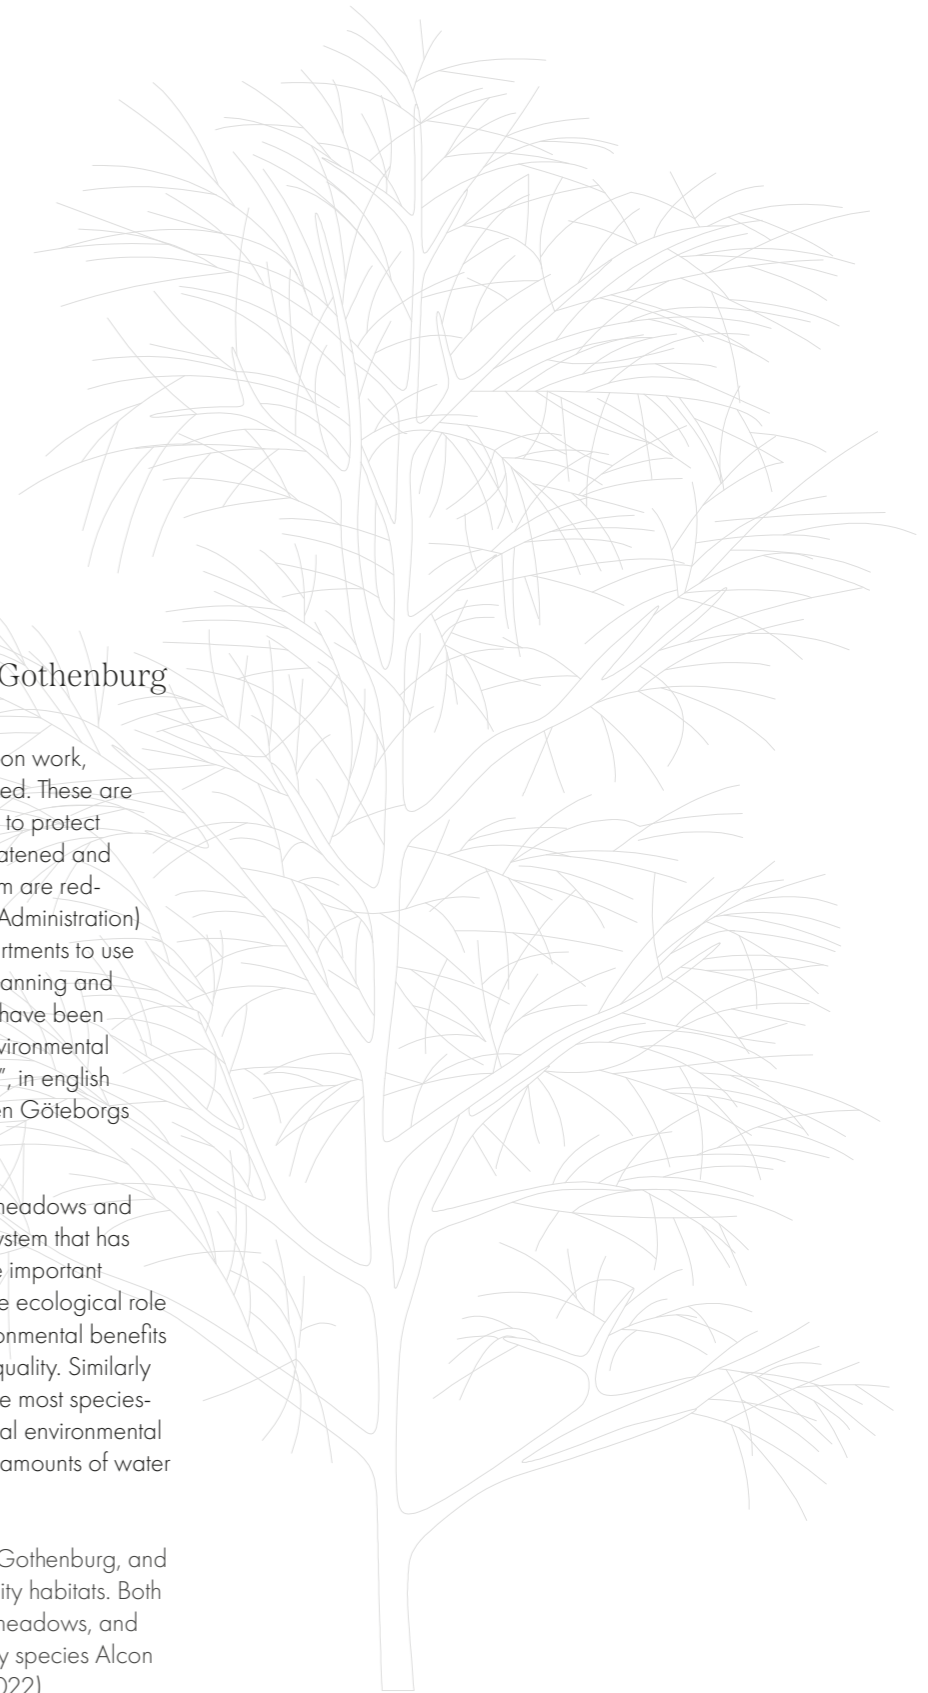 Gothenburg
on work,
ed. These are
to protect
atened and
m are red-
Administration)
rtments to use
anning and
have been
vironmental
”, in english
en Göteborgs
neadows and
ystem that has
e important
e ecological role
onmental benefits
quality. Similarly
e most species-
al environmental
amounts of water
Gothenburg, and
ity habitats. Both
neadows, and
y species Alcon
022)